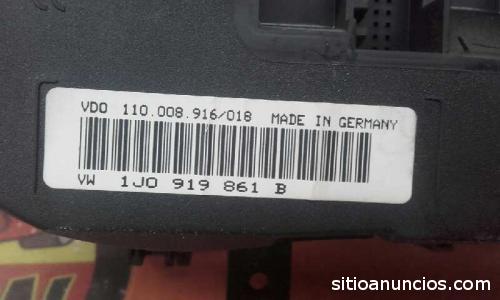 VDO 110.008.916/018 MADE IN GERMANY
VW 1J0 919 861 B
sitioanuncios.com